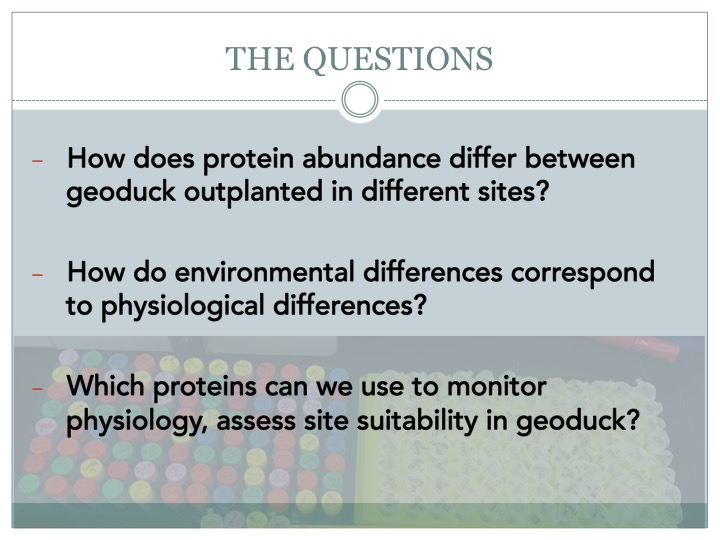 THE QUESTIONS
– How does protein abundance differ between
geoduck outplanted in different sites?
– How do environmental differences correspond
to physiological differences?
– Which proteins can we use to monitor
physiology, assess site suitability in geoduck?